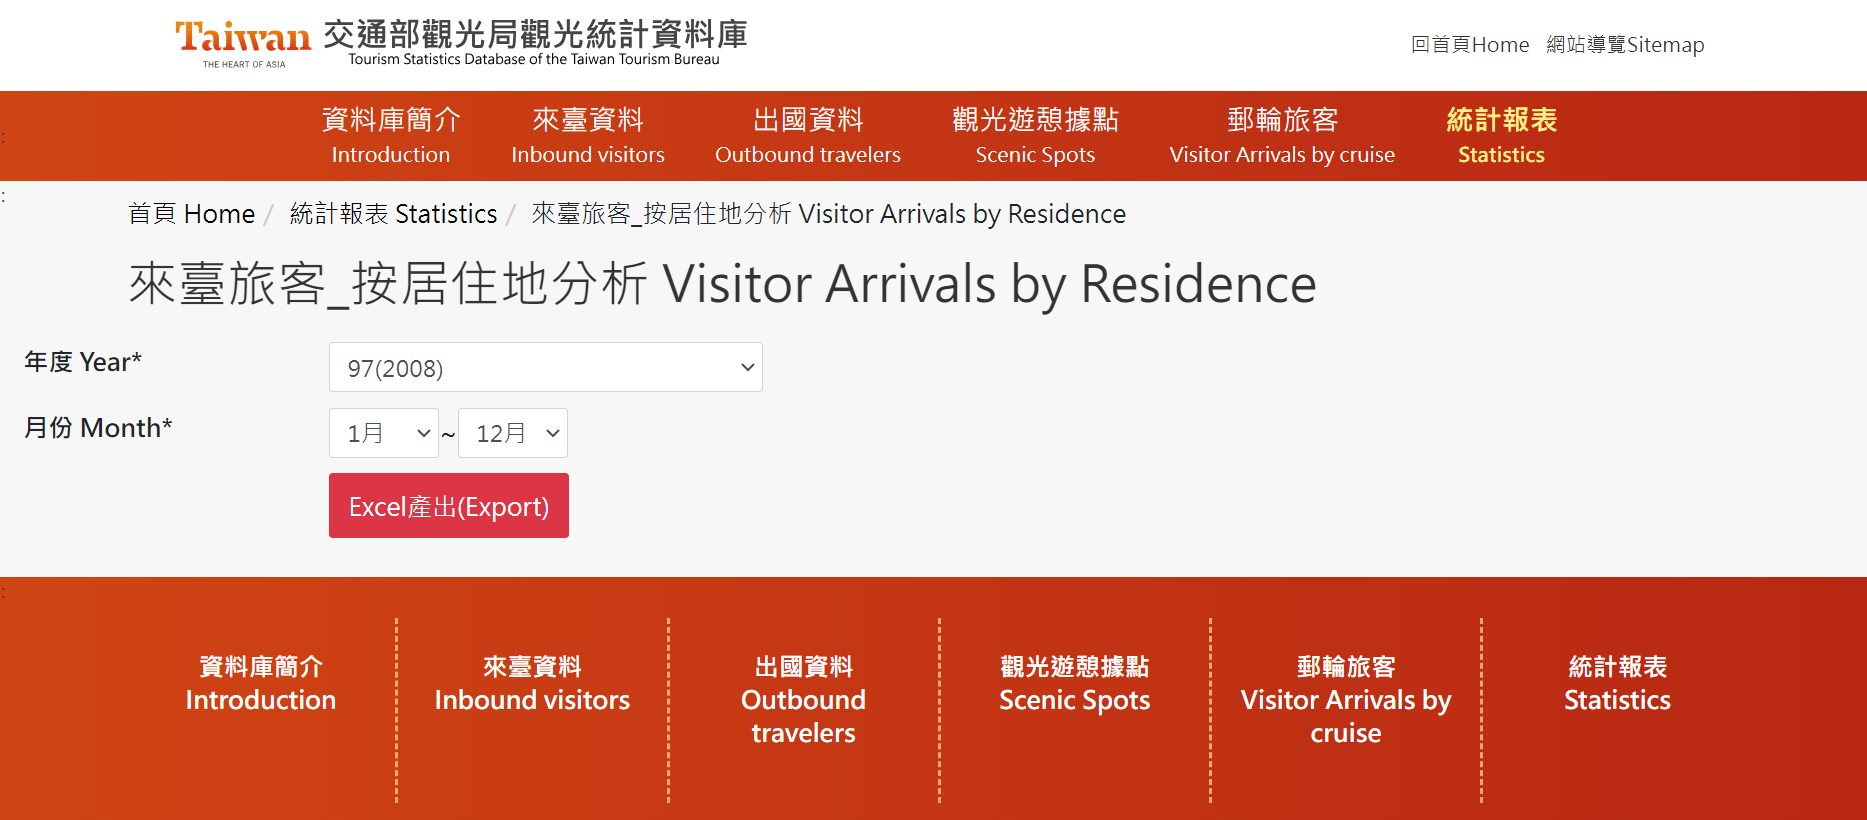 Taiwan
THE HEART OF ASIA
交通部觀光局觀光統計資料庫
Tourism Statistics Database of the Taiwan Tourism Bureau
回首頁Home 網站導覽Sitemap
:
資料庫簡介 來臺資料 出國資料 觀光遊憩據點 郵輪旅客 統計報表
Introduction Inbound visitors Outbound travelers Scenic Spots Visitor Arrivals by cruise Statistics
:
首頁 Home / 統計報表 Statistics / 來臺旅客_按居住地分析 Visitor Arrivals by Residence
來臺旅客_按居住地分析 Visitor Arrivals by Residence
年度 Year* 97(2008)
月份 Month* 1月 ~ 12月
Excel產出(Export)
:
資料庫簡介
Introduction
來臺資料
Inbound visitors
出國資料
Outbound
travelers
觀光遊憩據點
Scenic Spots
郵輪旅客
Visitor Arrivals by
cruise
統計報表
Statistics